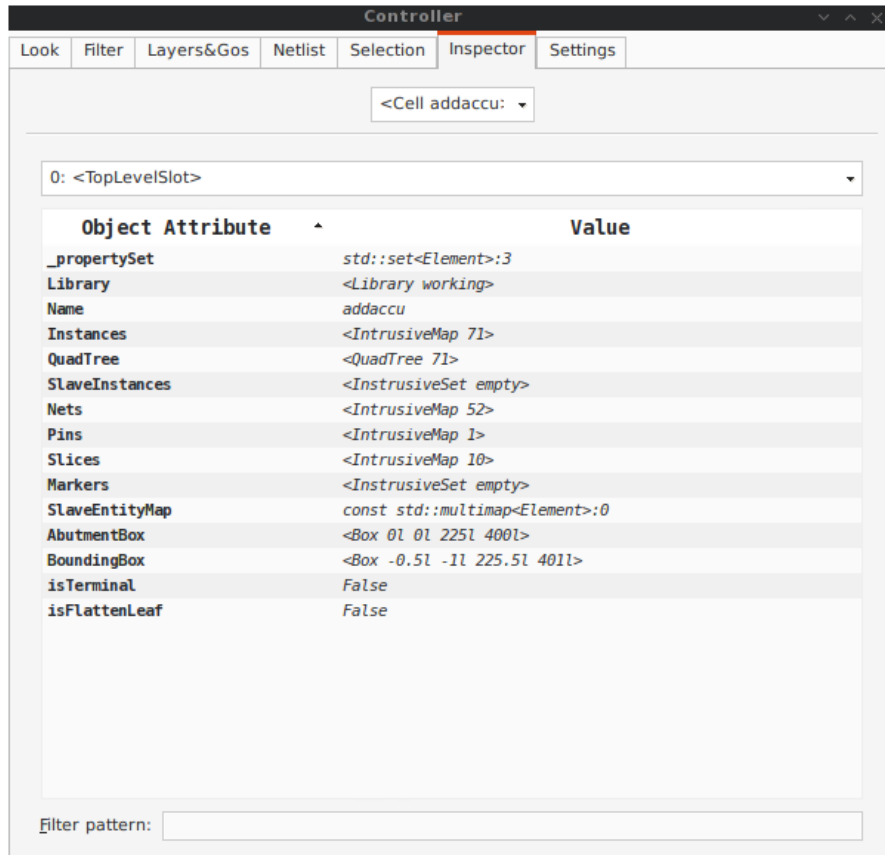 Controller
Look Filter Layers&Gos Netlist Selection Inspector Settings
<Cell addaccu:
0: <TopLevelSlot>
Object Attribute Value
_propertySet std::set<Element>:3
Library <Library working>
Name addaccu
Instances <IntrusiveMap 71>
QuadTree <QuadTree 71>
SlaveInstances <InstrusiveSet empty>
Nets <IntrusiveMap 52>
Pins <IntrusiveMap 1>
Slices <IntrusiveMap 10>
Markers <InstrusiveSet empty>
SlaveEntityMap const std::multimap<Element>:0
AbutmentBox <Box 0l 0l 225l 400l>
BoundingBox <Box -0.5l -1l 225.5l 401l>
isTerminal False
isFlattenLeaf False
Filter pattern: